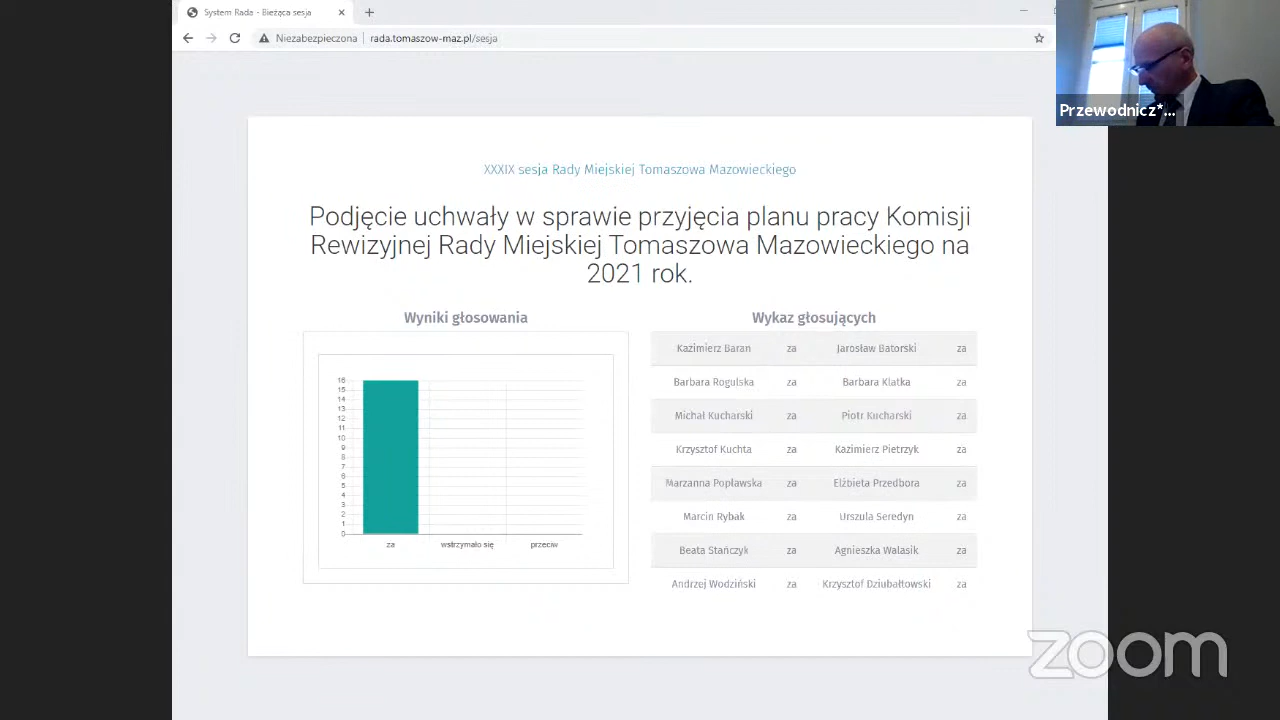 System Rada - Bieżąca sesja
Niezabezpieczona rada.tomaszow-maz.pl/sesja
Przewodnicz*...
XXXIX sesja Rady Miejskiej Tomaszowa Mazowieckiego
Podjęcie uchwały w sprawie przyjęcia planu pracy Komisji
Rewizyjnej Rady Miejskiej Tomaszowa Mazowieckiego na
2021 rok.
Wyniki głosowania
16
15
14
13
12
11
10
9
8
7
6
5
4
3
2
1
0
za wstrzymało się przeciw
Wykaz głosujących
Kazimierz Baran za Jarosław Batorski za
Barbara Rogulska za Barbara Klatka za
Michał Kucharski za Piotr Kucharski za
Krzysztof Kuchta za Kazimierz Pietrzyk za
Marzanna Popławska za Elżbieta Przedbora za
Marcin Rybak za Urszula Seredyn za
Beata Stańczyk za Agnieszka Walasik za
Andrzej Wodziński za Krzysztof Dziubałtowski za
zoom